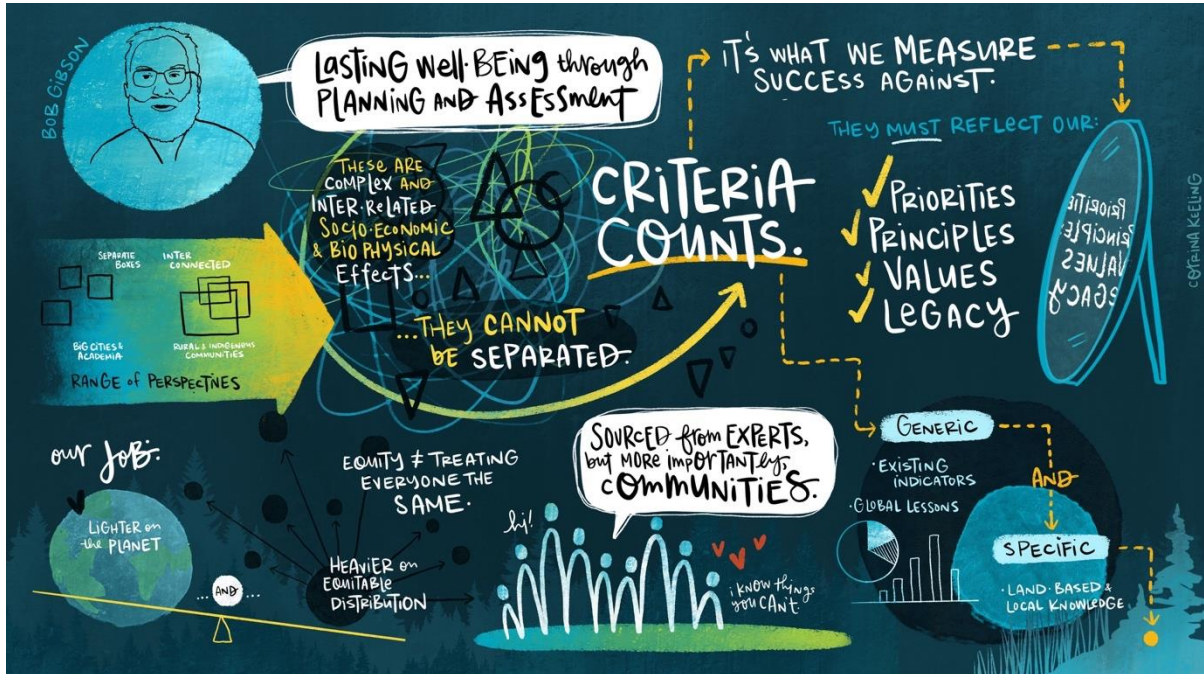 BOB GIBSON
LASTING WELL-BEING through
PLANNING AND ASSESSMENT
THESE ARE
COMPLEX AND
INTER-RELATED
SOCIO-ECONOMIC
& BIO PHYSICAL
EFFECTS...
...THEY CANNOT
BE SEPARATED.
SEPARATE
BOXES
INTER
CONNECTED
BIG CITIES &
ACADEMIA
RURAL & INDIGENOUS
COMMUNITIES
RANGE of PERSPECTIVES
CRITERIA
COUNTS.
IT'S WHAT WE MEASURE
SUCCESS AGAINST.
THEY MUST REFLECT OUR:
PRIORITIES
PRINCIPLES
VALUES
LEGACY
PRIORITIE
PRINCIPLES
VALUES
LEGACY
CORRINA KEELING
our JOB:
LIGHTER on
the PLANET
... AND ...
EQUITY ≠ TREATING
EVERYONE THE
SAME.
HEAVIER on
EQUITABLE
DISTRIBUTION
SOURCED from EXPERTS,
but MORE IMPORTANTLY,
COMMUNITIES.
hi!
i KNOW things
you CAN'T
GENERIC
• EXISTING
INDICATORS
• GLOBAL LESSONS
AND
SPECIFIC
• LAND-BASED &
LOCAL KNOWLEDGE